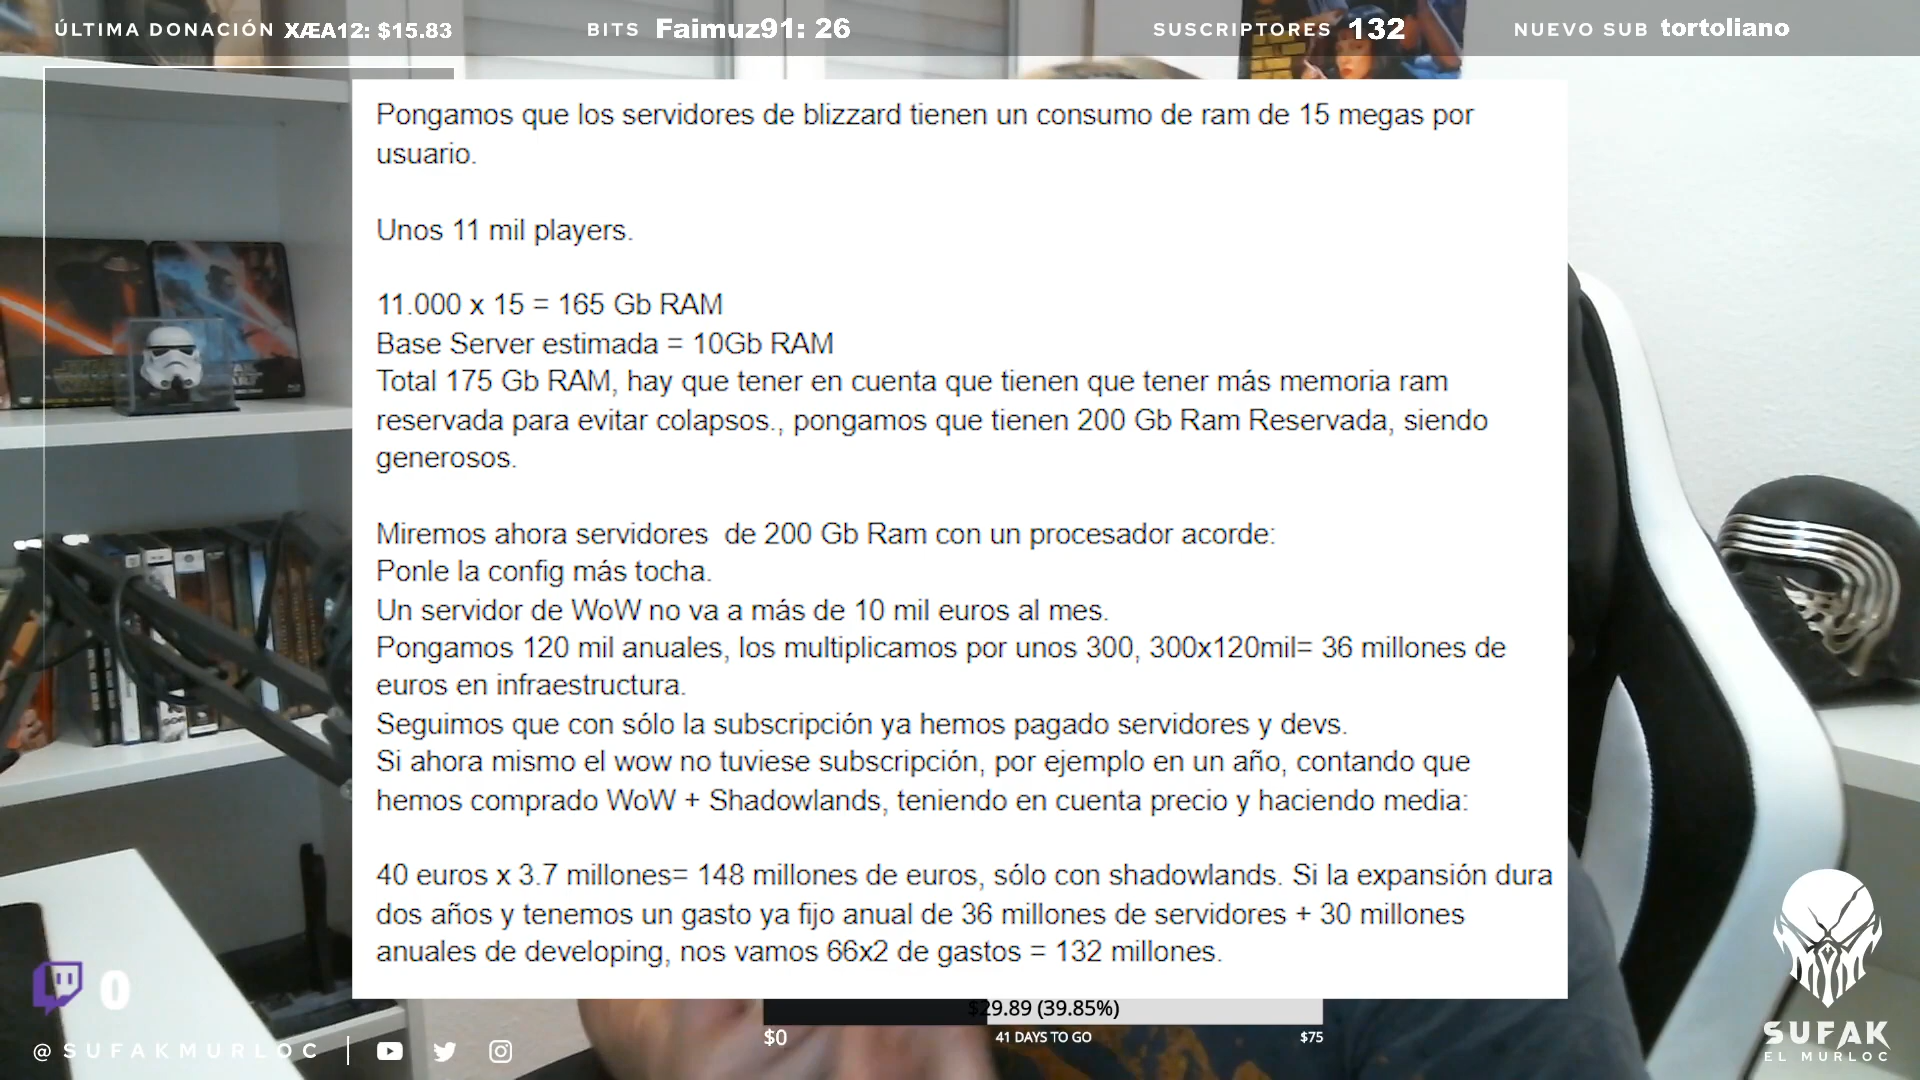 ÚLTIMA DONACIÓN XÆA12: $15.83
BITS Faimuz91: 26
SUSCRIPTORES 132
NUEVO SUB tortoliano
Pongamos que los servidores de blizzard tienen un consumo de ram de 15 megas por
usuario.
Unos 11 mil players.
11.000 x 15 = 165 Gb RAM
Base Server estimada = 10Gb RAM
Total 175 Gb RAM, hay que tener en cuenta que tienen que tener más memoria ram
reservada para evitar colapsos., pongamos que tienen 200 Gb Ram Reservada, siendo
generosos.
Miremos ahora servidores  de 200 Gb Ram con un procesador acorde:
Ponle la config más tocha.
Un servidor de WoW no va a más de 10 mil euros al mes.
Pongamos 120 mil anuales, los multiplicamos por unos 300, 300x120mil= 36 millones de
euros en infraestructura.
Seguimos que con sólo la subscripción ya hemos pagado servidores y devs.
Si ahora mismo el wow no tuviese subscripción, por ejemplo en un año, contando que
hemos comprado WoW + Shadowlands, teniendo en cuenta precio y haciendo media:
40 euros x 3.7 millones= 148 millones de euros, sólo con shadowlands. Si la expansión dura
dos años y tenemos un gasto ya fijo anual de 36 millones de servidores + 30 millones
anuales de developing, nos vamos 66x2 de gastos = 132 millones.
0
$29.89 (39.85%)
$0
41 DAYS TO GO
$75
@SUFAKMURLOC
SUFAK
EL MURLOC